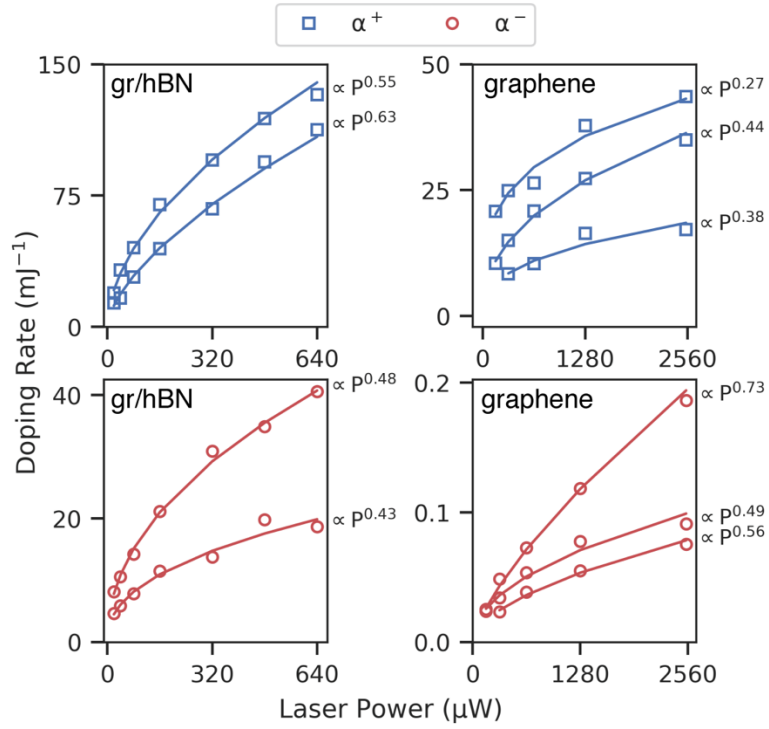 α⁺ α⁻
gr/hBN
150
75
0
0 320 640
∝ P^0.55
∝ P^0.63
graphene
50
25
0
0 1280 2560
∝ P^0.27
∝ P^0.44
∝ P^0.38
gr/hBN
40
20
0
0 320 640
∝ P^0.48
∝ P^0.43
graphene
0.2
0.1
0.0
0 1280 2560
∝ P^0.73
∝ P^0.49
∝ P^0.56
Doping Rate (mJ⁻¹)
Laser Power (µW)